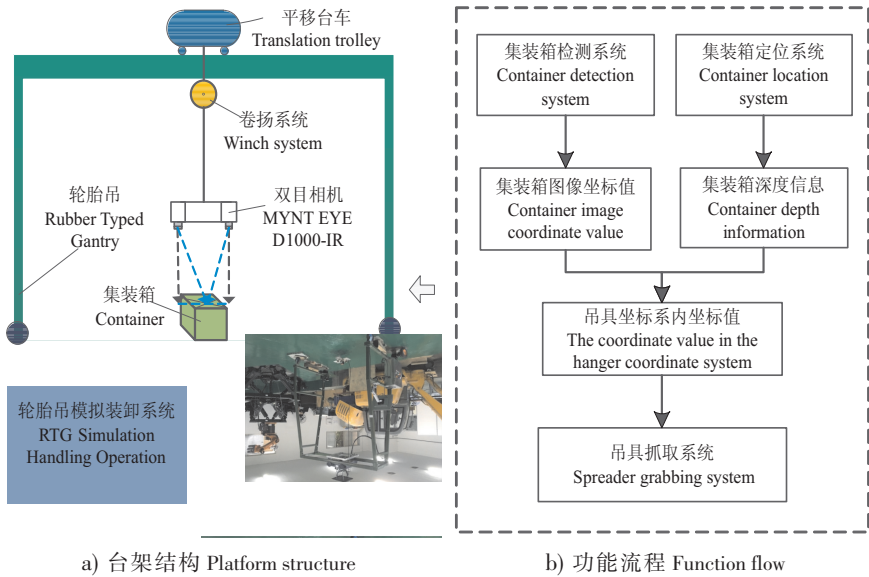 平移台车
Translation trolley
卷扬系统
Winch system
轮胎吊
Rubber Typed
Gantry
双目相机
MYNT EYE
D1000-IR
集装箱
Container
轮胎吊模拟装卸系统
RTG Simulation
Handling Operation
a) 台架结构 Platform structure
集装箱检测系统
Container detection
system
集装箱定位系统
Container location
system
集装箱图像坐标值
Container image
coordinate value
集装箱深度信息
Container depth
information
吊具坐标系内坐标值
The coordinate value in the
hanger coordinate system
吊具抓取系统
Spreader grabbing system
b) 功能流程 Function flow